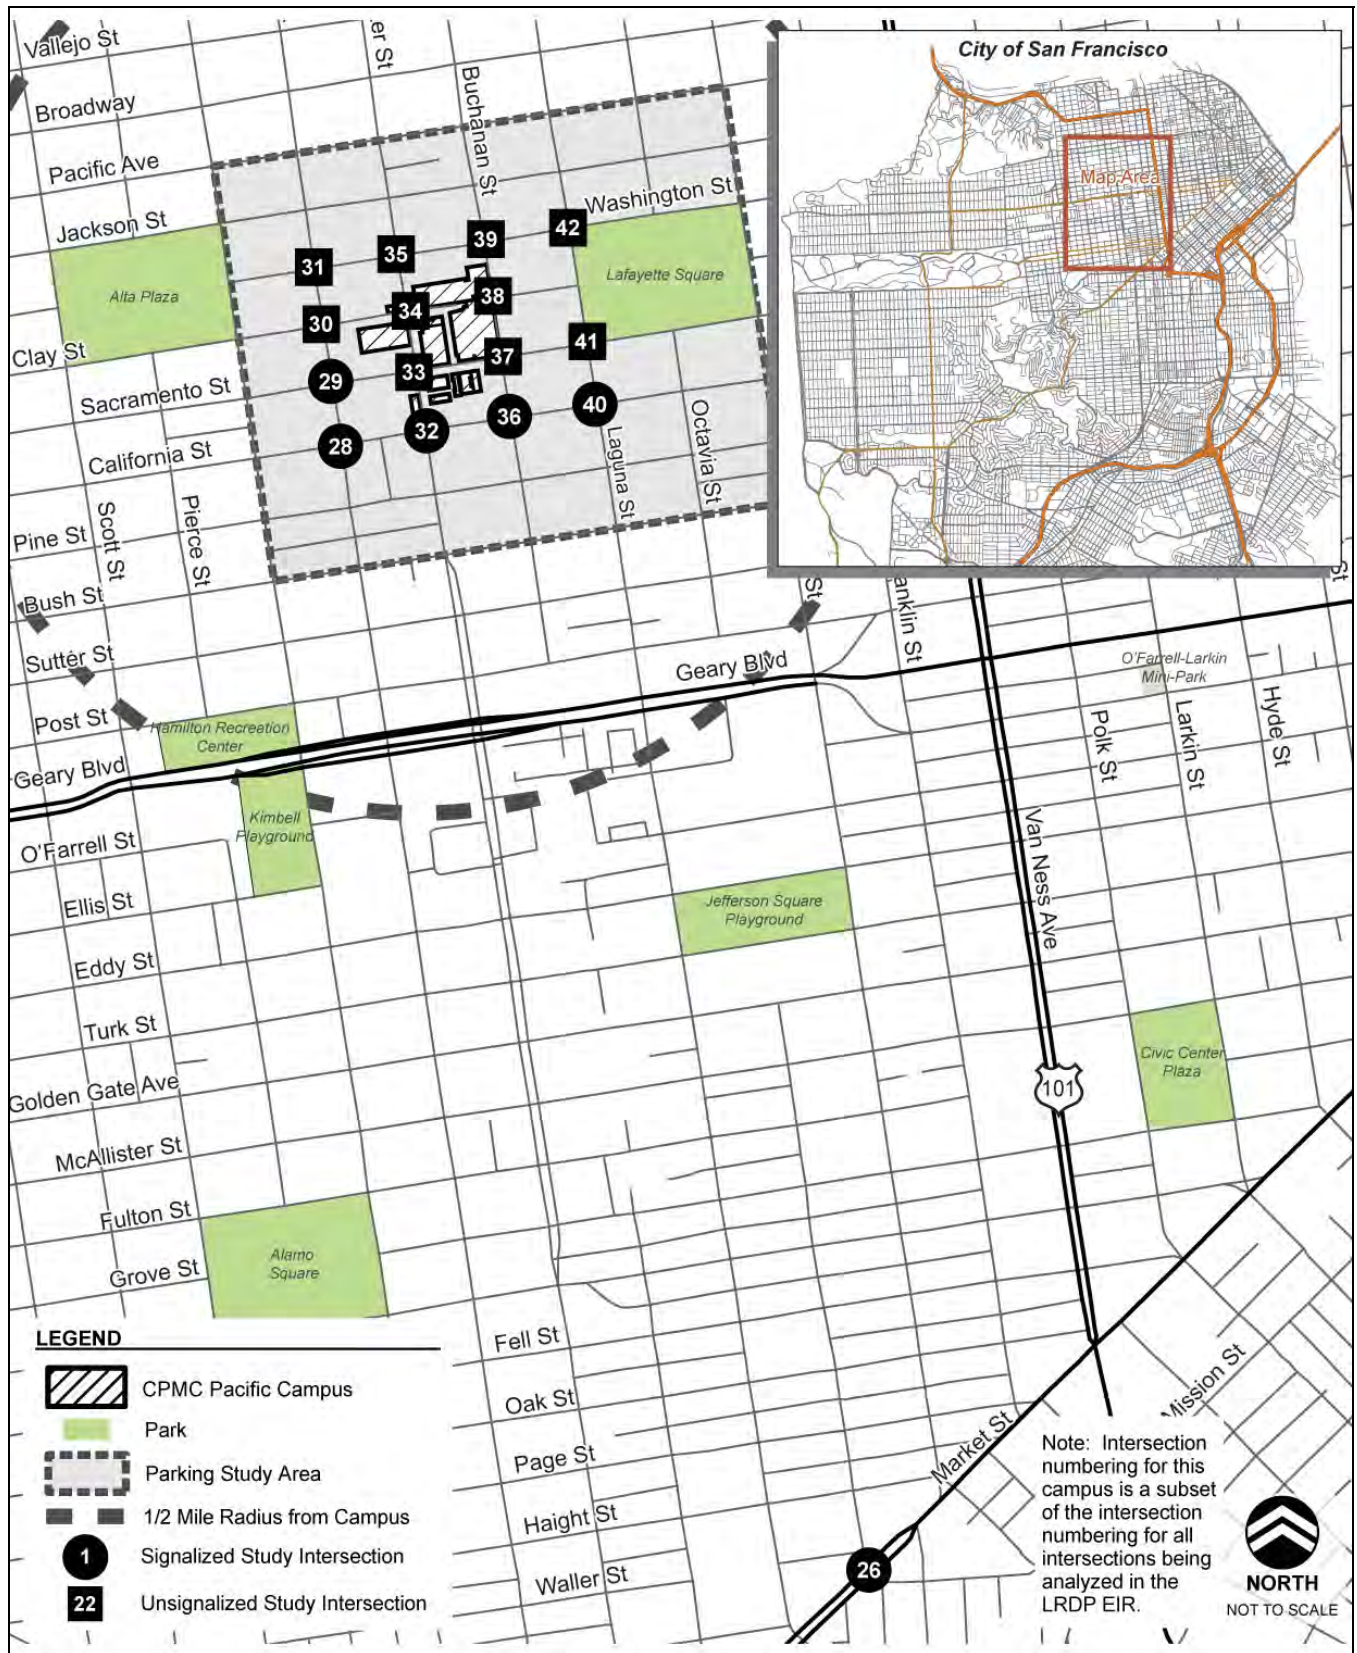 Vallejo St
Broadway
Pacific Ave
Jackson St
er St
Buchanan St
Washington St
City of San Francisco
Map Area
Alta Plaza
Lafayette Square
31
35
39
42
30
34
38
29
33
37
41
28
32
36
40
Clay St
Sacramento St
California St
Pine St
Scott St
Pierce St
Laguna St
Octavia St
Bush St
Sutter St
Post St
Geary Blvd
Hamilton Recreation
Center
Geary Blvd
St
anklin St
St
O'Farrell-Larkin
Mini-Park
Polk St
Larkin St
Hyde St
Kimbell
Playground
O'Farrell St
Ellis St
Eddy St
Turk St
Golden Gate Ave
McAllister St
Fulton St
Grove St
Jefferson Square
Playground
Van Ness Ave
Civic Center
Plaza
101
Alamo
Square
Fell St
Oak St
Page St
Haight St
Waller St
Market St
Mission St
26
LEGEND
CPMC Pacific Campus
Park
Parking Study Area
1/2 Mile Radius from Campus
1 Signalized Study Intersection
22 Unsignalized Study Intersection
Note: Intersection
numbering for this
campus is a subset
of the intersection
numbering for all
intersections being
analyzed in the
LRDP EIR.
NORTH
NOT TO SCALE